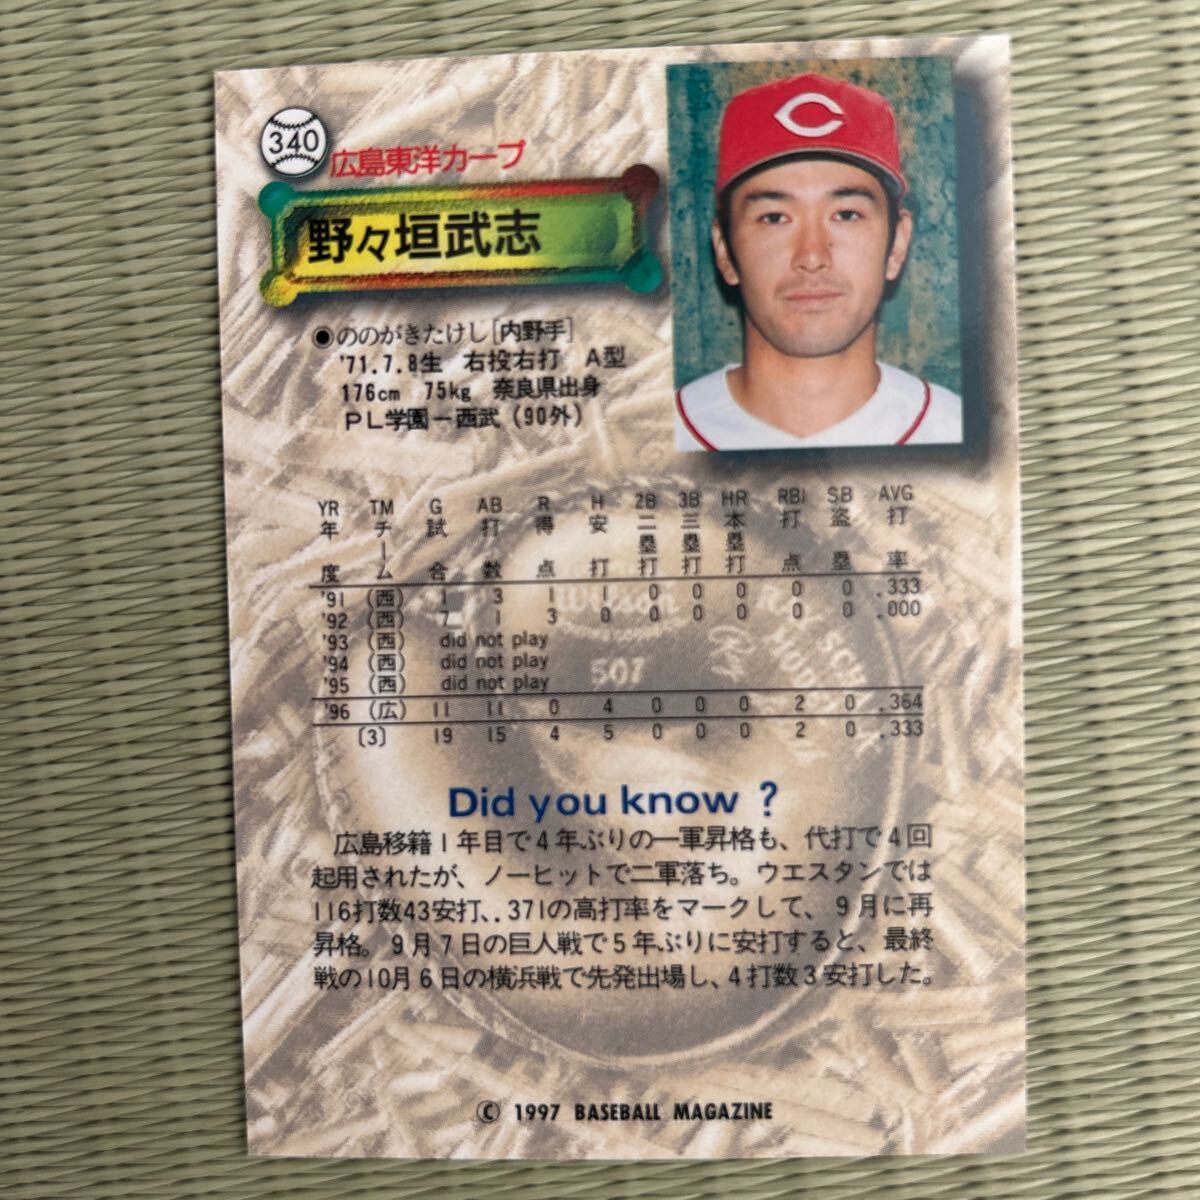 340
広島東洋カープ
C
野々垣武志
●ののがきたけし[内野手]
'71.7.8生 右投右打 A型
176cm 75kg 奈良県出身
PL学園－西武(90外)
YR TM G AB R H 2B 3B HR RBI SB AVG
年度 チーム 試合 打数 得点 安打 二塁打 三塁打 本塁打 打点 盗塁 打率
'91 (西) 1 3 1 1 0 0 0 0 0 .333
'92 (西) 7 1 3 0 0 0 0 0 0 .000
'93 (西) did not play
'94 (西) did not play
'95 (西) did not play
'96 (広) 11 11 0 4 0 0 0 2 0 .364
〔3〕 19 15 4 5 0 0 0 2 0 .333
Wilson
507
Did you know ?
広島移籍1年目で4年ぶりの一軍昇格も、代打で4回
起用されたが、ノーヒットで二軍落ち。ウエスタンでは
116打数43安打、.371の高打率をマークして、9月に再
昇格。9月7日の巨人戦で5年ぶりに安打すると、最終
戦の10月6日の横浜戦で先発出場し、4打数3安打した。
© 1997 BASEBALL MAGAZINE